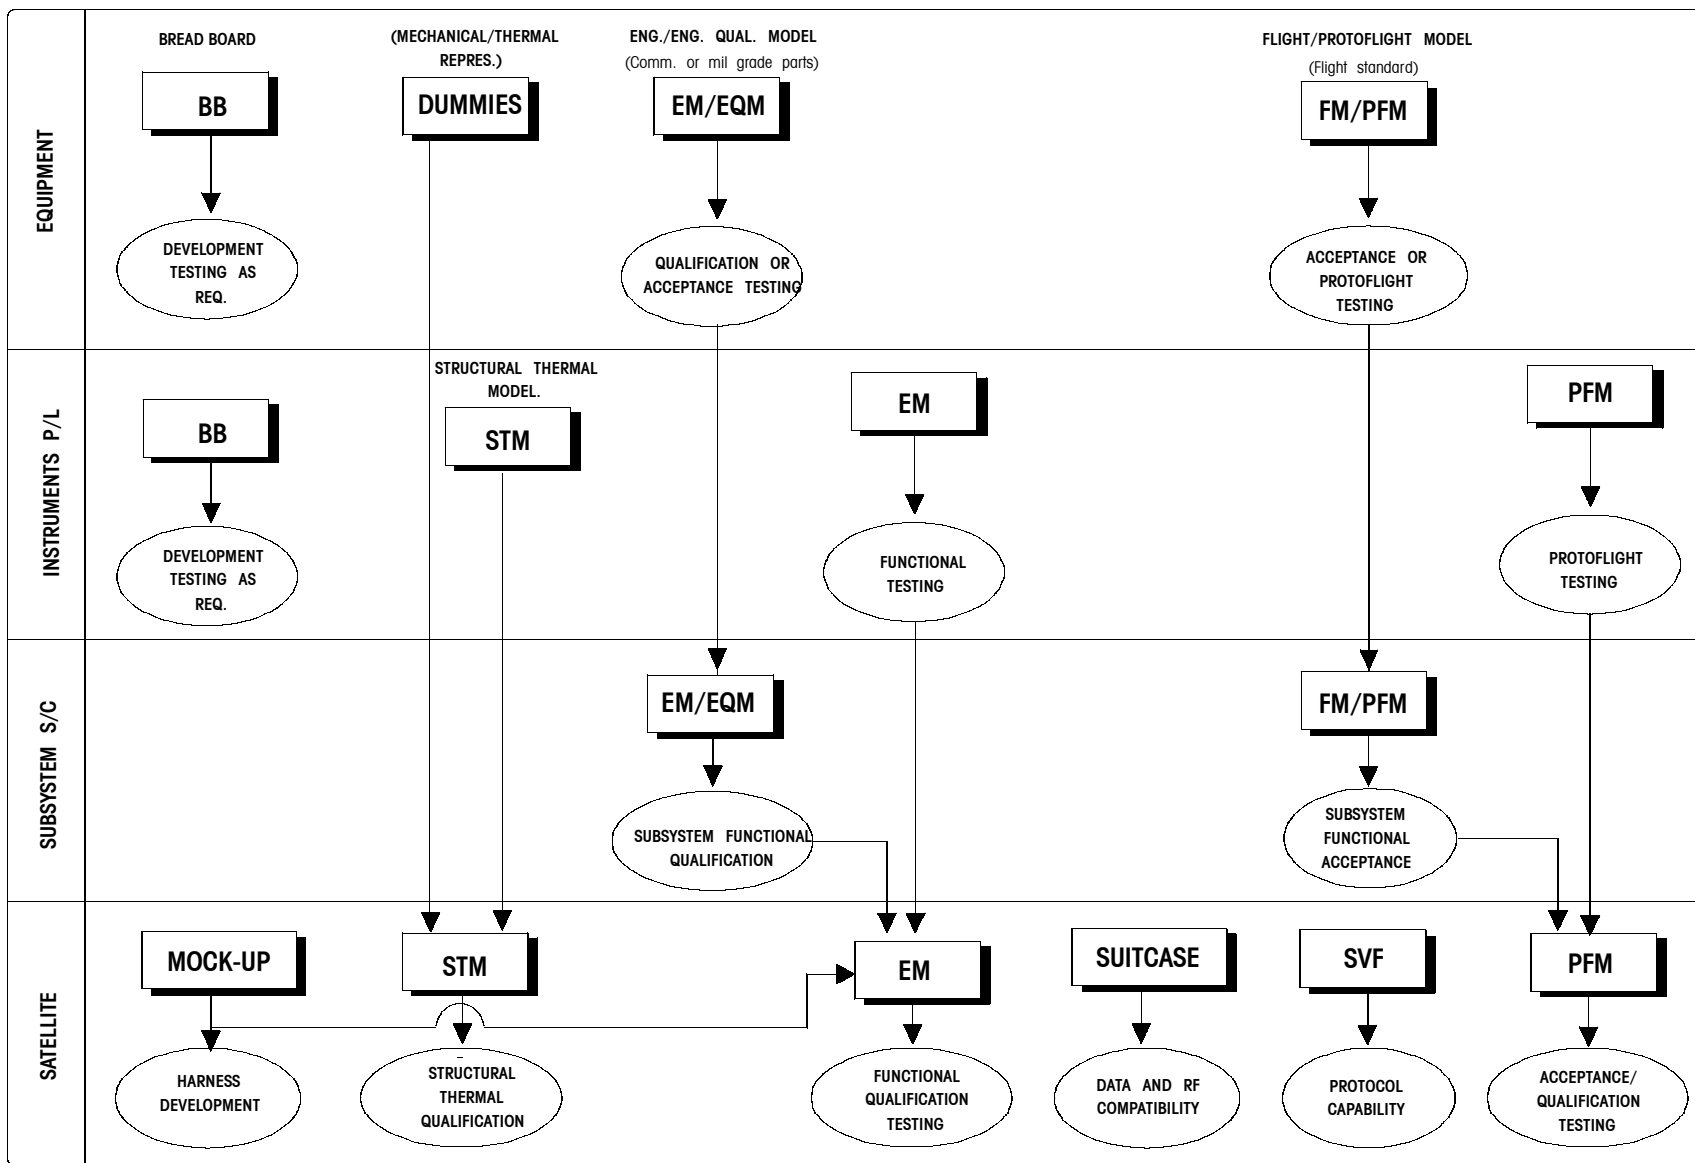 EQUIPMENT
BREAD BOARD
BB
DEVELOPMENT
TESTING AS
REQ.
(MECHANICAL/THERMAL
REPRES.)
DUMMIES
ENG./ENG. QUAL. MODEL
(Comm. or mil grade parts)
EM/EQM
QUALIFICATION OR
ACCEPTANCE TESTING
FLIGHT/PROTOFLIGHT MODEL
(Flight standard)
FM/PFM
ACCEPTANCE OR
PROTOFLIGHT
TESTING
INSTRUMENTS P/L
BB
DEVELOPMENT
TESTING AS
REQ.
STRUCTURAL THERMAL
MODEL.
STM
EM
FUNCTIONAL
TESTING
PFM
PROTOFLIGHT
TESTING
SUBSYSTEM S/C
EM/EQM
SUBSYSTEM FUNCTIONAL
QUALIFICATION
FM/PFM
SUBSYSTEM
FUNCTIONAL
ACCEPTANCE
SATELLITE
MOCK-UP
HARNESS
DEVELOPMENT
STM
STRUCTURAL
THERMAL
QUALIFICATION
EM
FUNCTIONAL
QUALIFICATION
TESTING
SUITCASE
DATA AND RF
COMPATIBILITY
SVF
PROTOCOL
CAPABILITY
PFM
ACCEPTANCE/
QUALIFICATION
TESTING